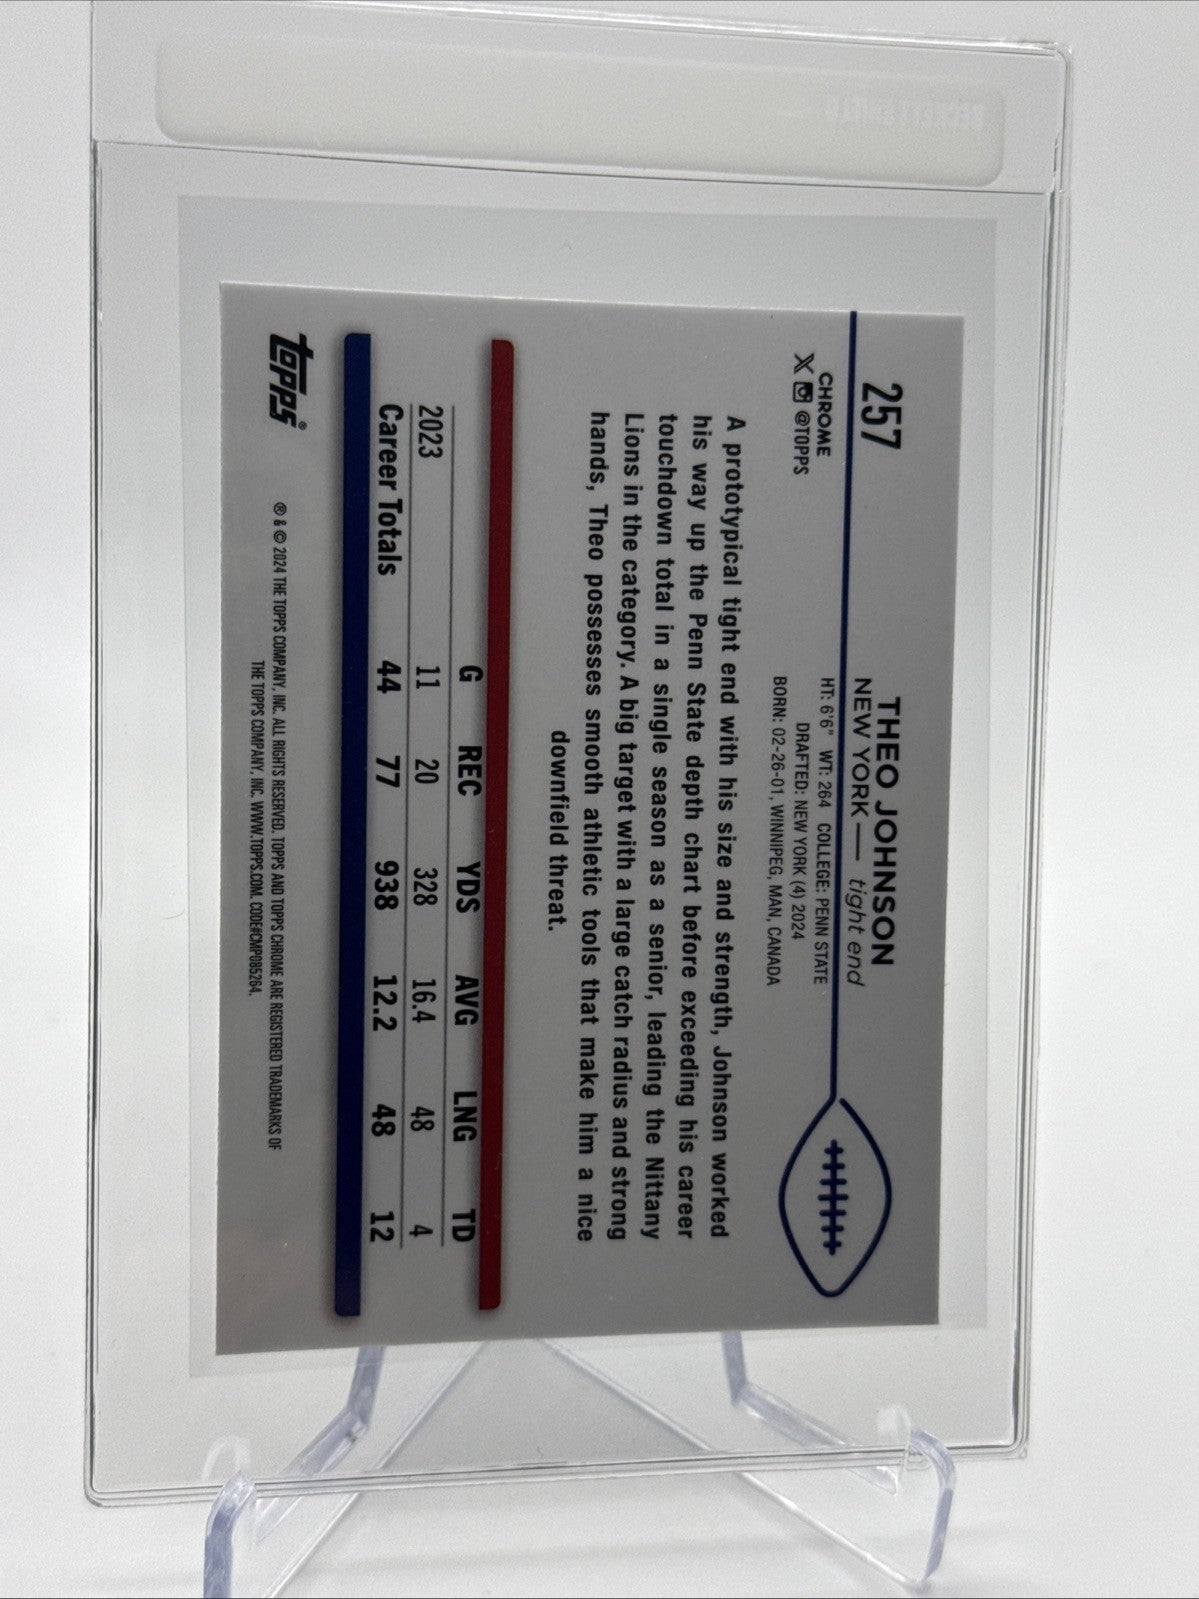 257
THEO JOHNSON
NEW YORK — tight end
CHROME
X @TOPPS
HT: 6'6" WT: 264 COLLEGE: PENN STATE
DRAFTED: NEW YORK (4) 2024
BORN: 02-26-01, WINNIPEG, MAN, CANADA
A prototypical tight end with his size and strength, Johnson worked
his way up the Penn State depth chart before exceeding his career
touchdown total in a single season as a senior, leading the Nittany
Lions in the category. A big target with a large catch radius and strong
hands, Theo possesses smooth athletic tools that make him a nice
downfield threat.
G REC YDS AVG LNG TD
2023 11 20 328 16.4 48 4
Career Totals 44 77 938 12.2 48 12
TOPPS®
® & © 2024 THE TOPPS COMPANY, INC. ALL RIGHTS RESERVED. TOPPS AND TOPPS CHROME ARE REGISTERED TRADEMARKS OF
THE TOPPS COMPANY, INC. WWW.TOPPS.COM. CODE#CMP085264.